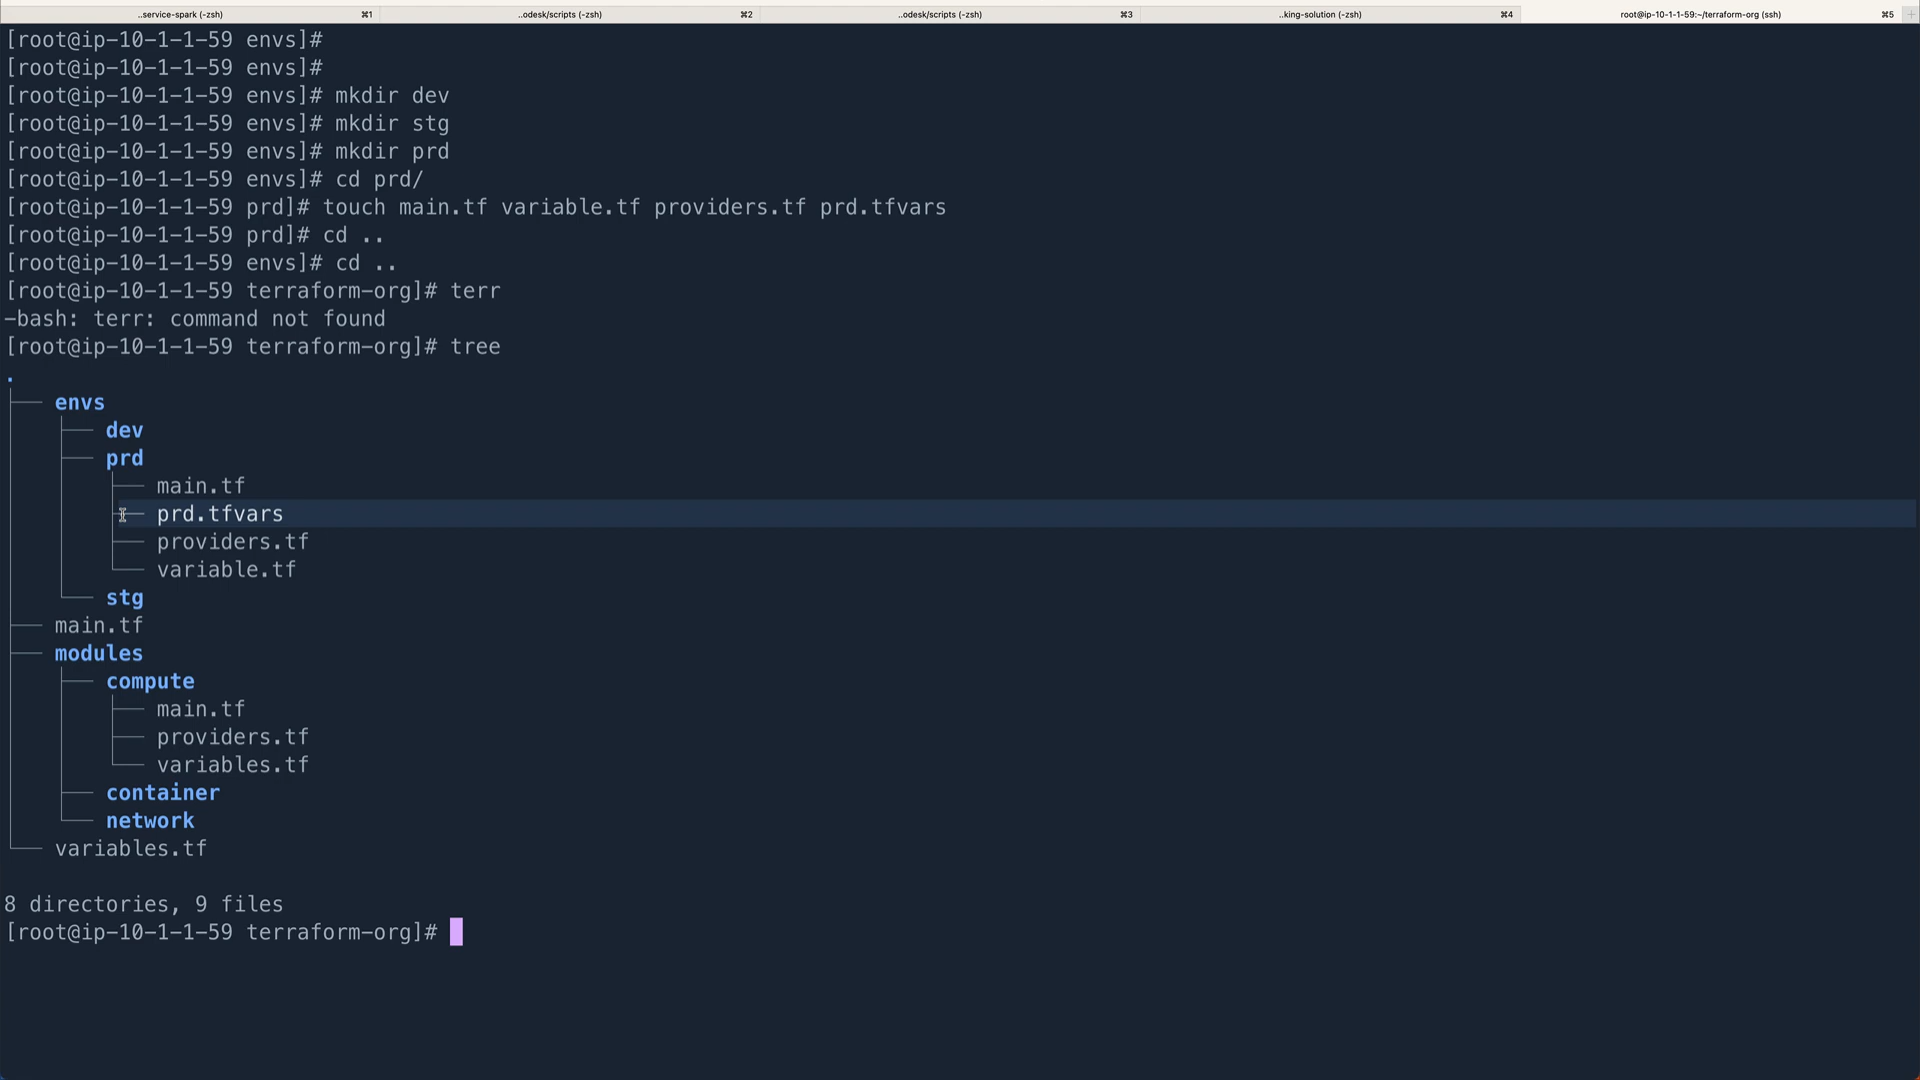 ..service-spark (-zsh) ⌘1 ..odesk/scripts (-zsh) ⌘2 ..odesk/scripts (-zsh) ⌘3 ..king-solution (-zsh) ⌘4 root@ip-10-1-1-59:~/terraform-org (ssh) ⌘5 +
[root@ip-10-1-1-59 envs]#
[root@ip-10-1-1-59 envs]#
[root@ip-10-1-1-59 envs]# mkdir dev
[root@ip-10-1-1-59 envs]# mkdir stg
[root@ip-10-1-1-59 envs]# mkdir prd
[root@ip-10-1-1-59 envs]# cd prd/
[root@ip-10-1-1-59 prd]# touch main.tf variable.tf providers.tf prd.tfvars
[root@ip-10-1-1-59 prd]# cd ..
[root@ip-10-1-1-59 envs]# cd ..
[root@ip-10-1-1-59 terraform-org]# terr
-bash: terr: command not found
[root@ip-10-1-1-59 terraform-org]# tree
.
├── envs
│   ├── dev
│   ├── prd
│   │   ├── main.tf
│   │   ├── prd.tfvars
│   │   ├── providers.tf
│   │   └── variable.tf
│   └── stg
├── main.tf
├── modules
│   ├── compute
│   │   ├── main.tf
│   │   ├── providers.tf
│   │   └── variables.tf
│   ├── container
│   └── network
└── variables.tf
8 directories, 9 files
[root@ip-10-1-1-59 terraform-org]#